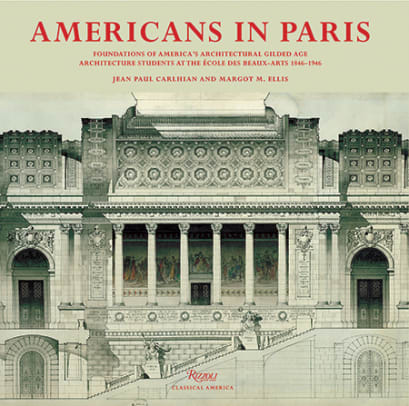 AMERICANS IN PARIS
FOUNDATIONS OF AMERICA'S ARCHITECTURAL GILDED AGE
ARCHITECTURE STUDENTS AT THE ÉCOLE DES BEAUX-ARTS 1846-1946
JEAN PAUL CARLHIAN AND MARGOT M. ELLIS
RIZZOLI
CLASSICAL AMERICA